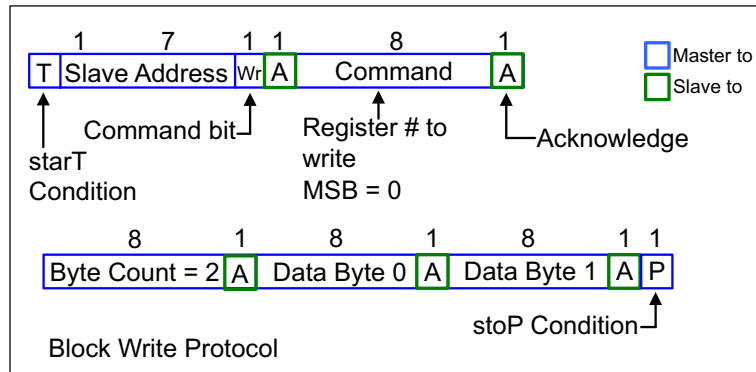 1 7 1 1 8 1
T Slave Address Wr A Command A
Master to
Slave to
Command bit
Register # to
write
MSB = 0
Acknowledge
starT
Condition
8 1 8 1 8 1 1
Byte Count = 2 A Data Byte 0 A Data Byte 1 A P
stoP Condition
Block Write Protocol